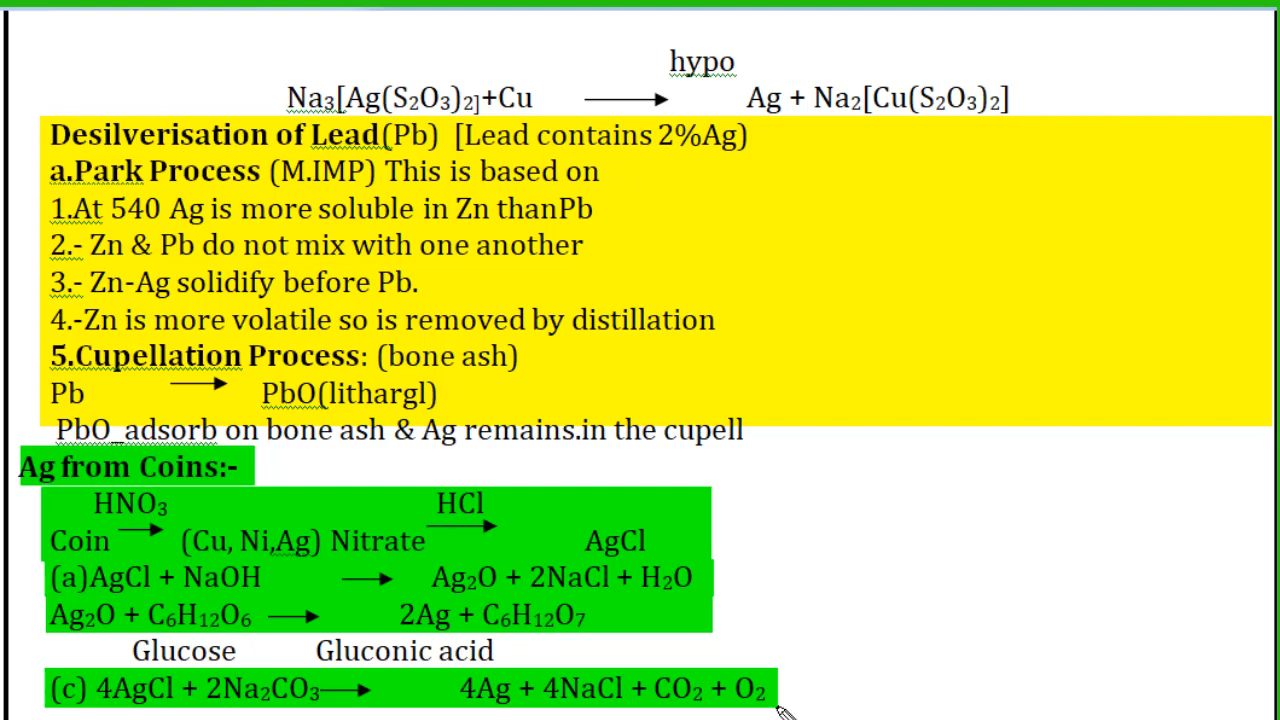 hypo
Na₃[Ag(S₂O₃)₂]+Cu ⟶ Ag + Na₂[Cu(S₂O₃)₂]
Desilverisation of Lead(Pb) [Lead contains 2%Ag)
a.Park Process (M.IMP) This is based on
1.At 540 Ag is more soluble in Zn thanPb
2.- Zn & Pb do not mix with one another
3.- Zn-Ag solidify before Pb.
4.-Zn is more volatile so is removed by distillation
5.Cupellation Process: (bone ash)
Pb ⟶ PbO(lithargl)
PbO_adsorb on bone ash & Ag remains.in the cupell
Ag from Coins:-
HNO₃ HCl
Coin ⟶ (Cu, Ni,Ag) Nitrate ⟶ AgCl
(a)AgCl + NaOH ⟶ Ag₂O + 2NaCl + H₂O
Ag₂O + C₆H₁₂O₆ ⟶ 2Ag + C₆H₁₂O₇
Glucose Gluconic acid
(c) 4AgCl + 2Na₂CO₃ ⟶ 4Ag + 4NaCl + CO₂ + O₂